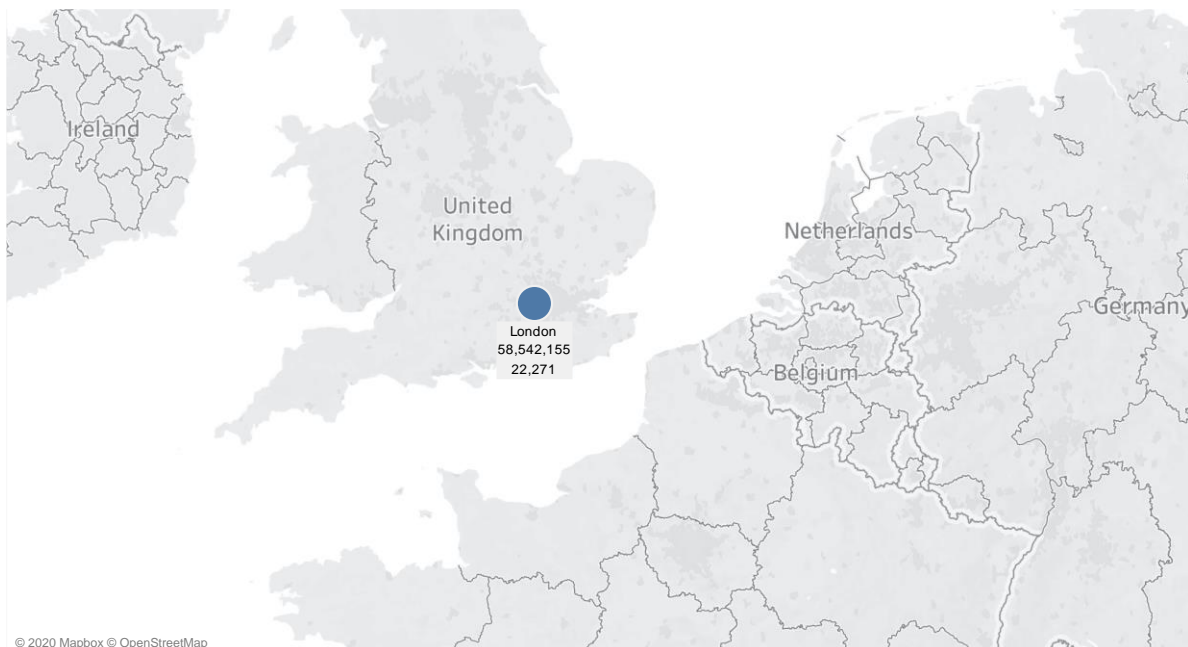 Ireland
United
Kingdom
Netherlands
Germany
London
58,542,155
22,271
Belgium
© 2020 Mapbox © OpenStreetMap